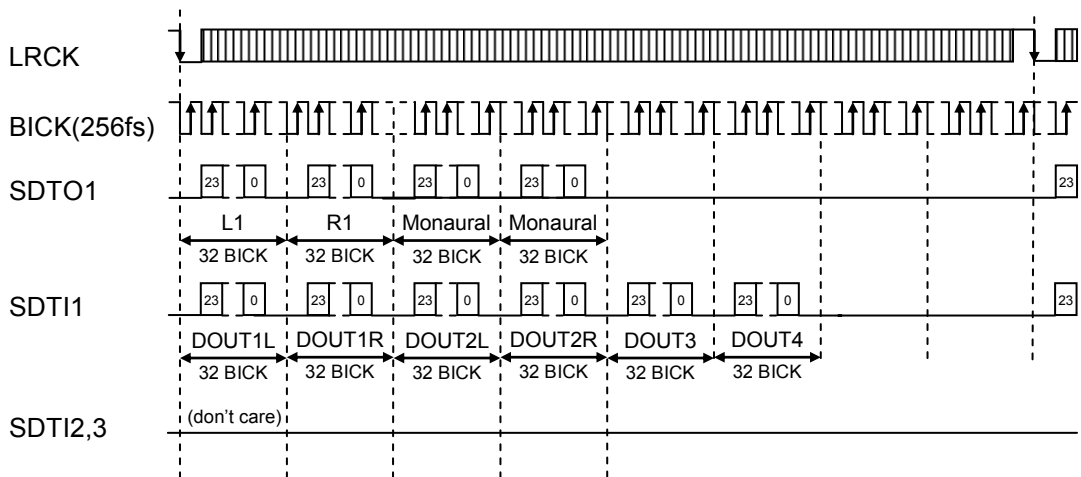 LRCK
BICK(256fs)
SDTO1
23 0 23 0 23 0 23 0 23
L1 R1 Monaural Monaural
32 BICK 32 BICK 32 BICK 32 BICK
SDTI1
23 0 23 0 23 0 23 0 23 0 23 0 23
DOUT1L DOUT1R DOUT2L DOUT2R DOUT3 DOUT4
32 BICK 32 BICK 32 BICK 32 BICK 32 BICK 32 BICK
(don't care)
SDTI2,3